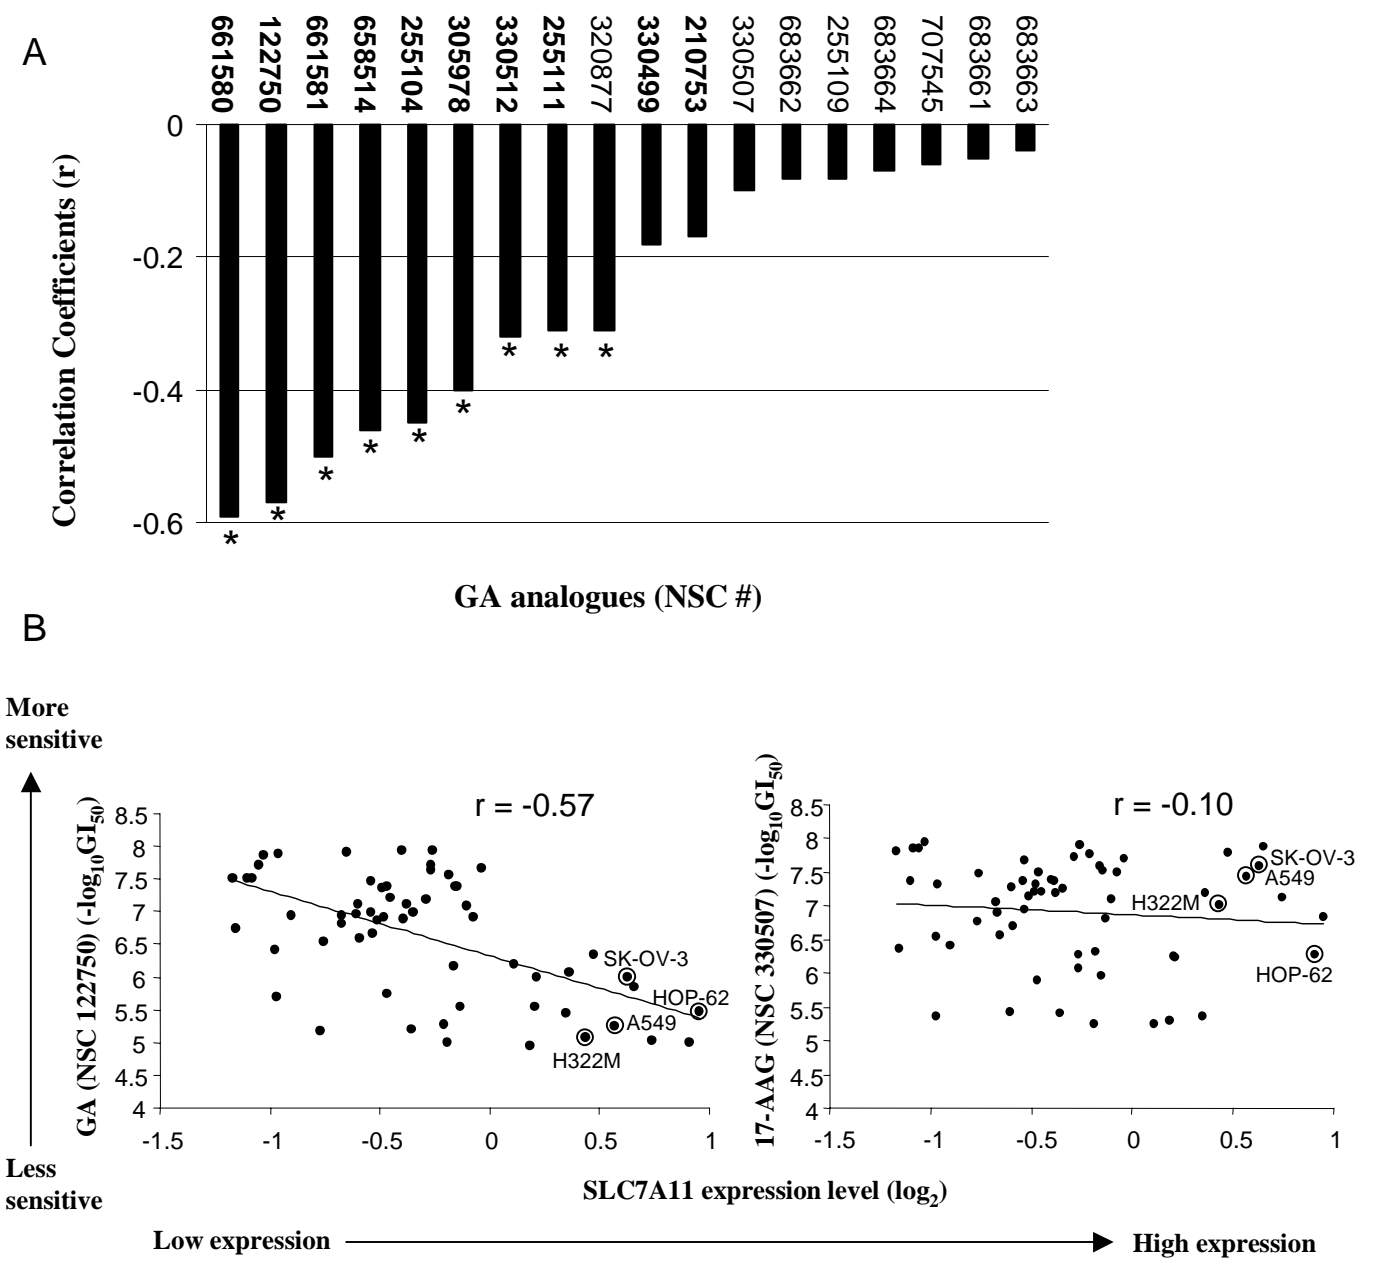 A
661580 122750 661581 658514 255104 305978 330512 255111 320877 330499 210753 330507 683662 255109 683664 707545 683661 683663
0
-0.2
-0.4
-0.6
Correlation Coefficients (r)
* * * * * * * * *
GA analogues (NSC #)
B
More
sensitive
Less
sensitive
GA (NSC 122750) (-log10GI50)
r = -0.57
8.5
8
7.5
7
6.5
6
5.5
5
4.5
4
SK-OV-3
HOP-62
A549
H322M
-1.5 -1 -0.5 0 0.5 1
17-AAG (NSC 330507) (-log10GI50)
r = -0.10
8.5
8
7.5
7
6.5
6
5.5
5
4.5
4
SK-OV-3
A549
H322M
HOP-62
-1.5 -1 -0.5 0 0.5 1
SLC7A11 expression level (log2)
Low expression
High expression